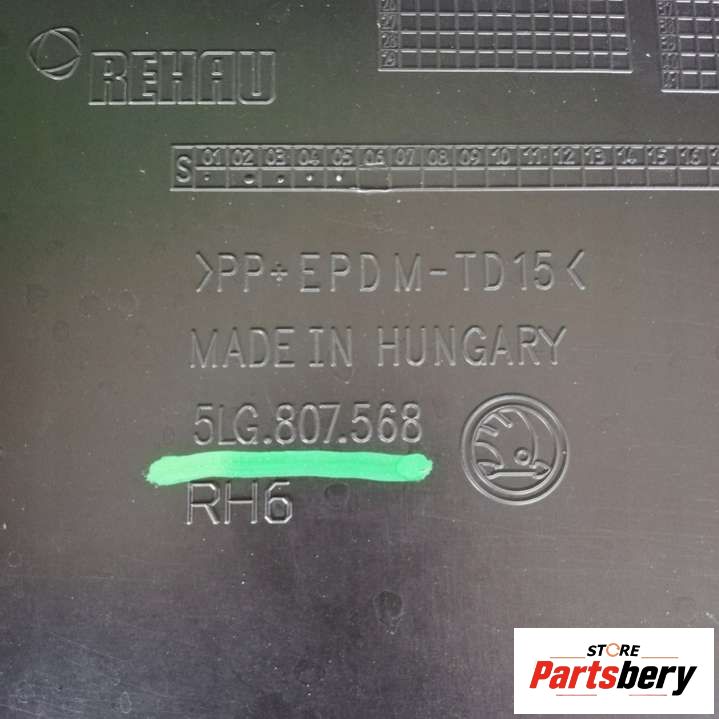 REHAU
S 01 02 03 04 05 06 07 08 09 10 11 12 13 14 15 16
>PP+EPDM-TD15<
MADE IN HUNGARY
5LG.807.568
RH6
STORE
Partsbery